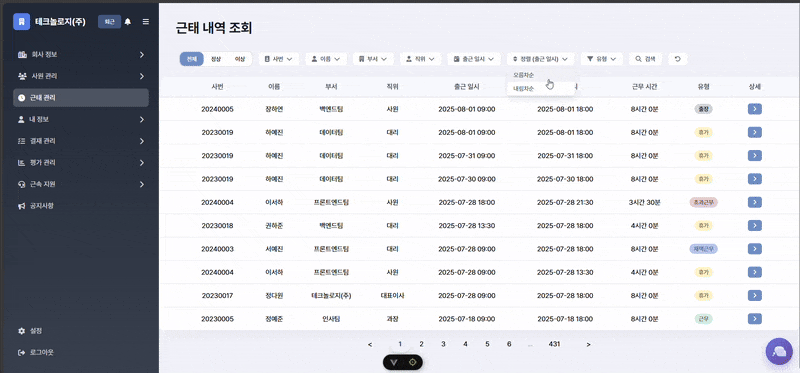 테크놀로지(주) 퇴근
근태 내역 조회
회사 정보
사원 관리
근태 관리
내 정보
결재 관리
평가 관리
근속 지원
공지사항
설정
로그아웃
전체 정상 이상 사번 이름 부서 직위 출근 일시 정렬 (출근 일시) 유형 검색
오름차순
내림차순
사번 이름 부서 직위 출근 일시 시 근무 시간 유형 상세
20240005 장하연 백엔드팀 사원 2025-08-01 09:00 2025-08-01 18:00 8시간 0분 출장
20230019 하예진 데이터팀 대리 2025-08-01 09:00 2025-08-01 18:00 8시간 0분 휴가
20230019 하예진 데이터팀 대리 2025-07-31 09:00 2025-07-31 18:00 8시간 0분 휴가
20230019 하예진 데이터팀 대리 2025-07-30 09:00 2025-07-30 18:00 8시간 0분 휴가
20240004 이서하 프론트엔드팀 사원 2025-07-28 18:00 2025-07-28 21:30 3시간 30분 초과근무
20230018 권하준 백엔드팀 대리 2025-07-28 13:30 2025-07-28 18:00 4시간 0분 휴가
20240003 서예진 프론트엔드팀 대리 2025-07-28 09:00 2025-07-28 18:00 8시간 0분 재택근무
20240004 이서하 프론트엔드팀 사원 2025-07-28 09:00 2025-07-28 13:30 4시간 0분 휴가
20230017 정다원 테크놀로지(주) 대표이사 2025-07-28 09:00 2025-07-28 18:00 8시간 0분 휴가
20230005 정예준 인사팀 과장 2025-07-18 09:00 2025-07-18 18:00 8시간 0분 근무
< 1 2 3 4 5 6 ... 431 >